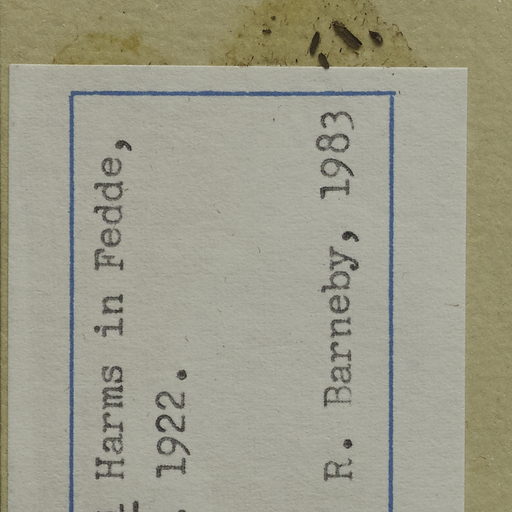 Harms in Fedde,
. 1922.
R. Barneby, 1983